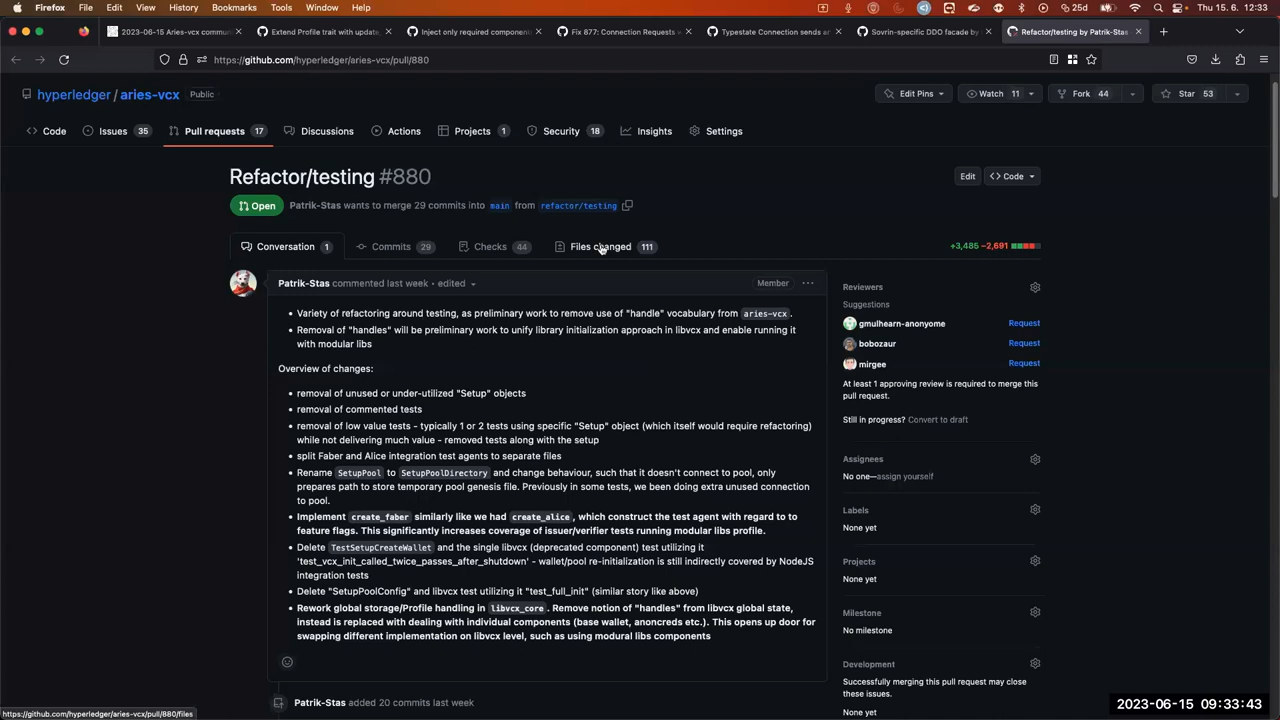 Firefox File Edit View History Bookmarks Tools Window Help 25d Thu 15. 6. 12:33
2023-06-15 Aries-vcx commun
Extend Profile trait with update
Inject only required componen
Fix 877: Connection Requests v
Typestate Connection sends ar
Sovrin-specific DDO facade by
Refactor/testing by Patrik-Stas
https://github.com/hyperledger/aries-vcx/pull/880
hyperledger / aries-vcx Public
Edit Pins Watch 11 Fork 44 Star 53
Code Issues 35 Pull requests 17 Discussions Actions Projects 1 Security 18 Insights Settings
Refactor/testing #880
Edit <> Code
Open Patrik-Stas wants to merge 29 commits into main from refactor/testing
Conversation 1 Commits 29 Checks 44 Files changed 111
+3,485 −2,691
Patrik-Stas commented last week • edited
Member ···
• Variety of refactoring around testing, as preliminary work to remove use of "handle" vocabulary from aries-vcx.
• Removal of "handles" will be preliminary work to unify library initialization approach in libvcx and enable running it
with modular libs
Overview of changes:
• removal of unused or under-utilized "Setup" objects
• removal of commented tests
• removal of low value tests - typically 1 or 2 tests using specific "Setup" object (which itself would require refactoring)
while not delivering much value - removed tests along with the setup
• split Faber and Alice integration test agents to separate files
• Rename SetupPool to SetupPoolDirectory and change behaviour, such that it doesn't connect to pool, only
prepares path to store temporary pool genesis file. Previously in some tests, we been doing extra unused connection
to pool.
• Implement create_faber similarly like we had create_alice, which construct the test agent with regard to to
feature flags. This significantly increases coverage of issuer/verifier tests running modular libs profile.
• Delete TestSetupCreateWallet and the single libvcx (deprecated component) test utilizing it
'test_vcx_init_called_twice_passes_after_shutdown' - wallet/pool re-initialization is still indirectly covered by NodeJS
integration tests
• Delete "SetupPoolConfig" and libvcx test utilizing it "test_full_init" (similar story like above)
• Rework global storage/Profile handling in libvcx_core. Remove notion of "handles" from libvcx global state,
instead is replaced with dealing with individual components (base wallet, anoncreds etc.). This opens up door for
swapping different implementation on libvcx level, such as using modural libs components
Patrik-Stas added 20 commits last week
Reviewers
Suggestions
gmulhearn-anonyome Request
bobozaur Request
mirgee Request
At least 1 approving review is required to merge this
pull request.
Still in progress? Convert to draft
Assignees
No one—assign yourself
Labels
None yet
Projects
None yet
Milestone
No milestone
Development
Successfully merging this pull request may close
these issues.
None yet
https://github.com/hyperledger/aries-vcx/pull/880/files
2023-06-15 09:33:43